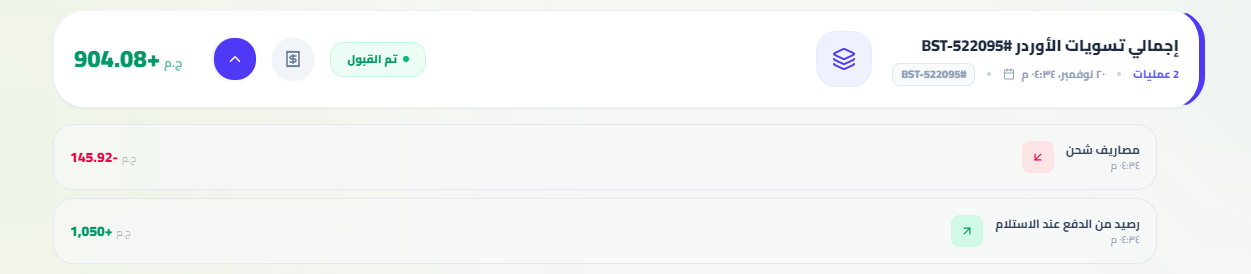 إجمالي تسويات الأوردر #BST-522095
2 عمليات • ٢٠ نوفمبر، ٠٤:٣٤ م • #BST-522095
تم القبول
+904.08 ج.م
مصاريف شحن
٠٤:٣٤ م
-145.92 ج.م
رصيد من الدفع عند الاستلام
٠٤:٣٤ م
+1,050 ج.م